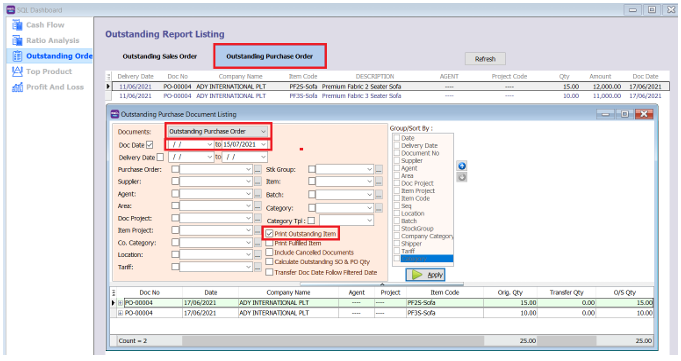 SQL Dashboard
Cash Flow
Ratio Analysis
Outstanding Orde
Top Product
Profit And Loss
Outstanding Report Listing
Outstanding Sales Order Outstanding Purchase Order Refresh
Delivery Date Doc No Company Name Item Code DESCRIPTION AGENT Project Code Qty Amount Doc Date
11/06/2021 PO-00004 ADY INTERNATIONAL PLT PF2S-Sofa Premium Fabric 2 Seater Sofa ---- ---- 15.00 12,000.00 17/06/2021
11/06/2021 PO-00004 ADY INTERNATIONAL PLT PF3S-Sofa Premium Fabric 3 Seater Sofa ---- ---- 10.00 11,000.00 17/06/2021
Outstanding Purchase Document Listing
Documents: Outstanding Purchase Order
Doc Date / / to 15/07/2021
Delivery Date / / to / /
Purchase Order: Stk Group:
Supplier: Item:
Agent: Batch:
Area: Category:
Doc Project: Category Tpl :
Item Project: Print Outstanding Item
Co. Category: Print Fulfilled Item
Location: Include Cancelled Documents
Tariff: Calculate Outstanding SO & PO Qty
Transfer Doc Date Follow Filtered Date
Group/Sort By :
Date
Delivery Date
Document No
Supplier
Agent
Area
Doc Project
Item Project
Item Code
Seq
Location
Batch
StockGroup
Company Category
Shipper
Tariff
Apply
Doc No Date Company Name Agent Project Item Code Orig. Qty Transfer Qty O/S Qty
PO-00004 17/06/2021 ADY INTERNATIONAL PLT ---- ---- PF2S-Sofa 15.00 0.00 15.00
PO-00004 17/06/2021 ADY INTERNATIONAL PLT ---- ---- PF3S-Sofa 10.00 0.00 10.00
Count = 2 25.00 25.00